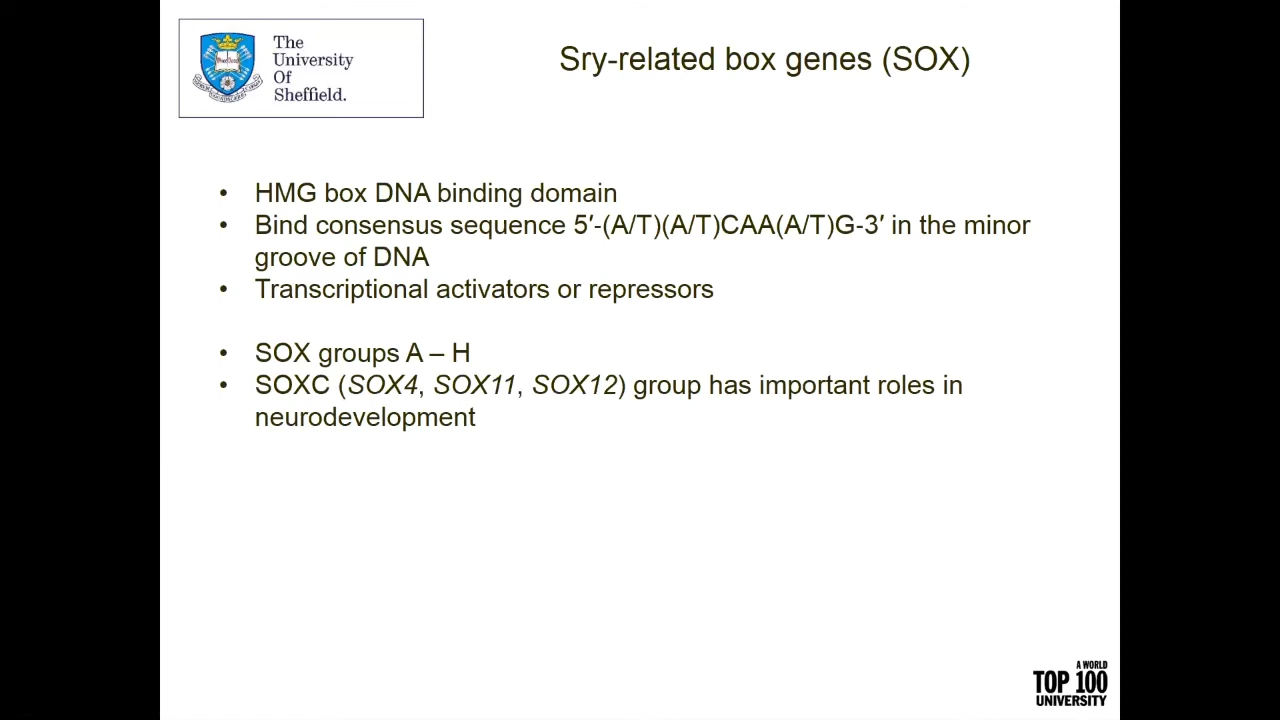 The
University
Of
Sheffield.
Sry-related box genes (SOX)
• HMG box DNA binding domain
• Bind consensus sequence 5′-(A/T)(A/T)CAA(A/T)G-3′ in the minor
groove of DNA
• Transcriptional activators or repressors
• SOX groups A – H
• SOXC (SOX4, SOX11, SOX12) group has important roles in
neurodevelopment
A WORLD
TOP 100
UNIVERSITY